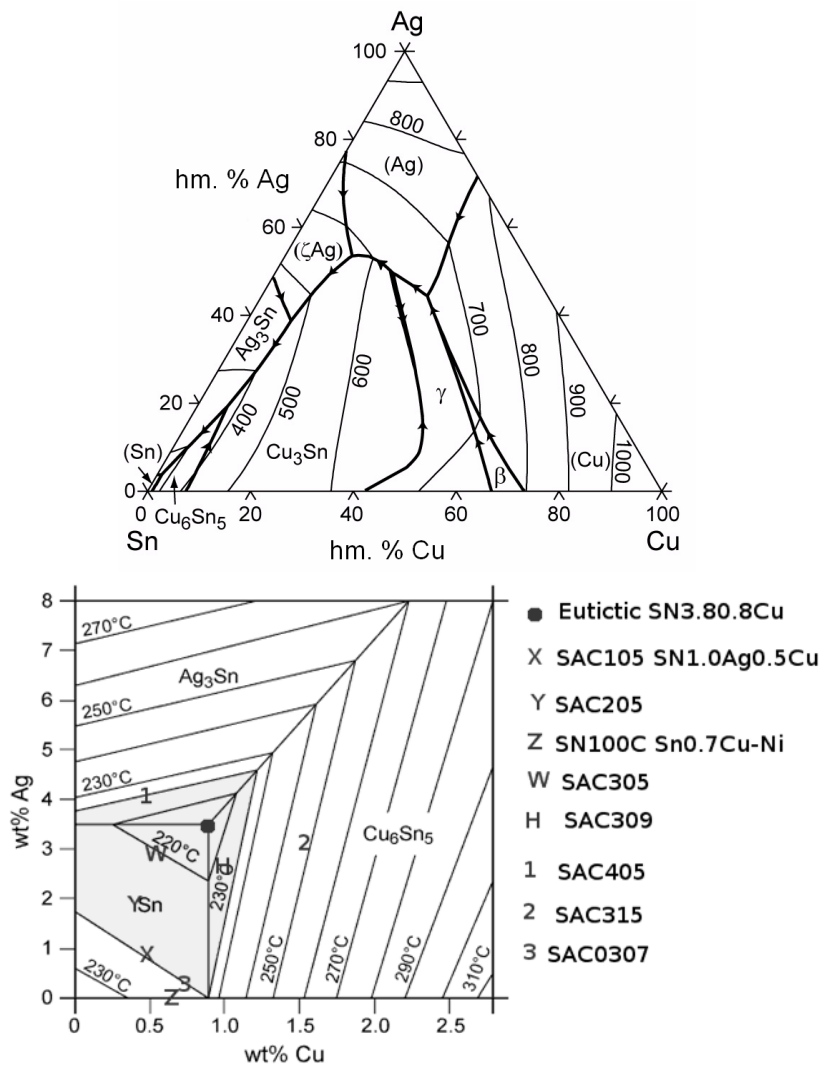 Ag
100
80
800
(Ag)
hm. % Ag
60
(ζAg)
40
Ag3Sn
700
600
800
500
900
20
400
γ
(Sn)
Cu3Sn
(Cu)
1000
β
0
Cu6Sn5
0 20 40 60 80 100
Sn
hm. % Cu
Cu
8
270°C
7
Ag3Sn
6
250°C
5
230°C
4
1
wt% Ag
3
220°C
W
H
2
Cu6Sn5
230°C
2
YSn
1
X
230°C
3
Z
250°C
270°C
290°C
310°C
0
0 0.5 1.0 1.5 2.0 2.5
wt% Cu
Eutictic SN3.80.8Cu
X SAC105 SN1.0Ag0.5Cu
Y SAC205
Z SN100C Sn0.7Cu-Ni
W SAC305
H SAC309
1 SAC405
2 SAC315
3 SAC0307